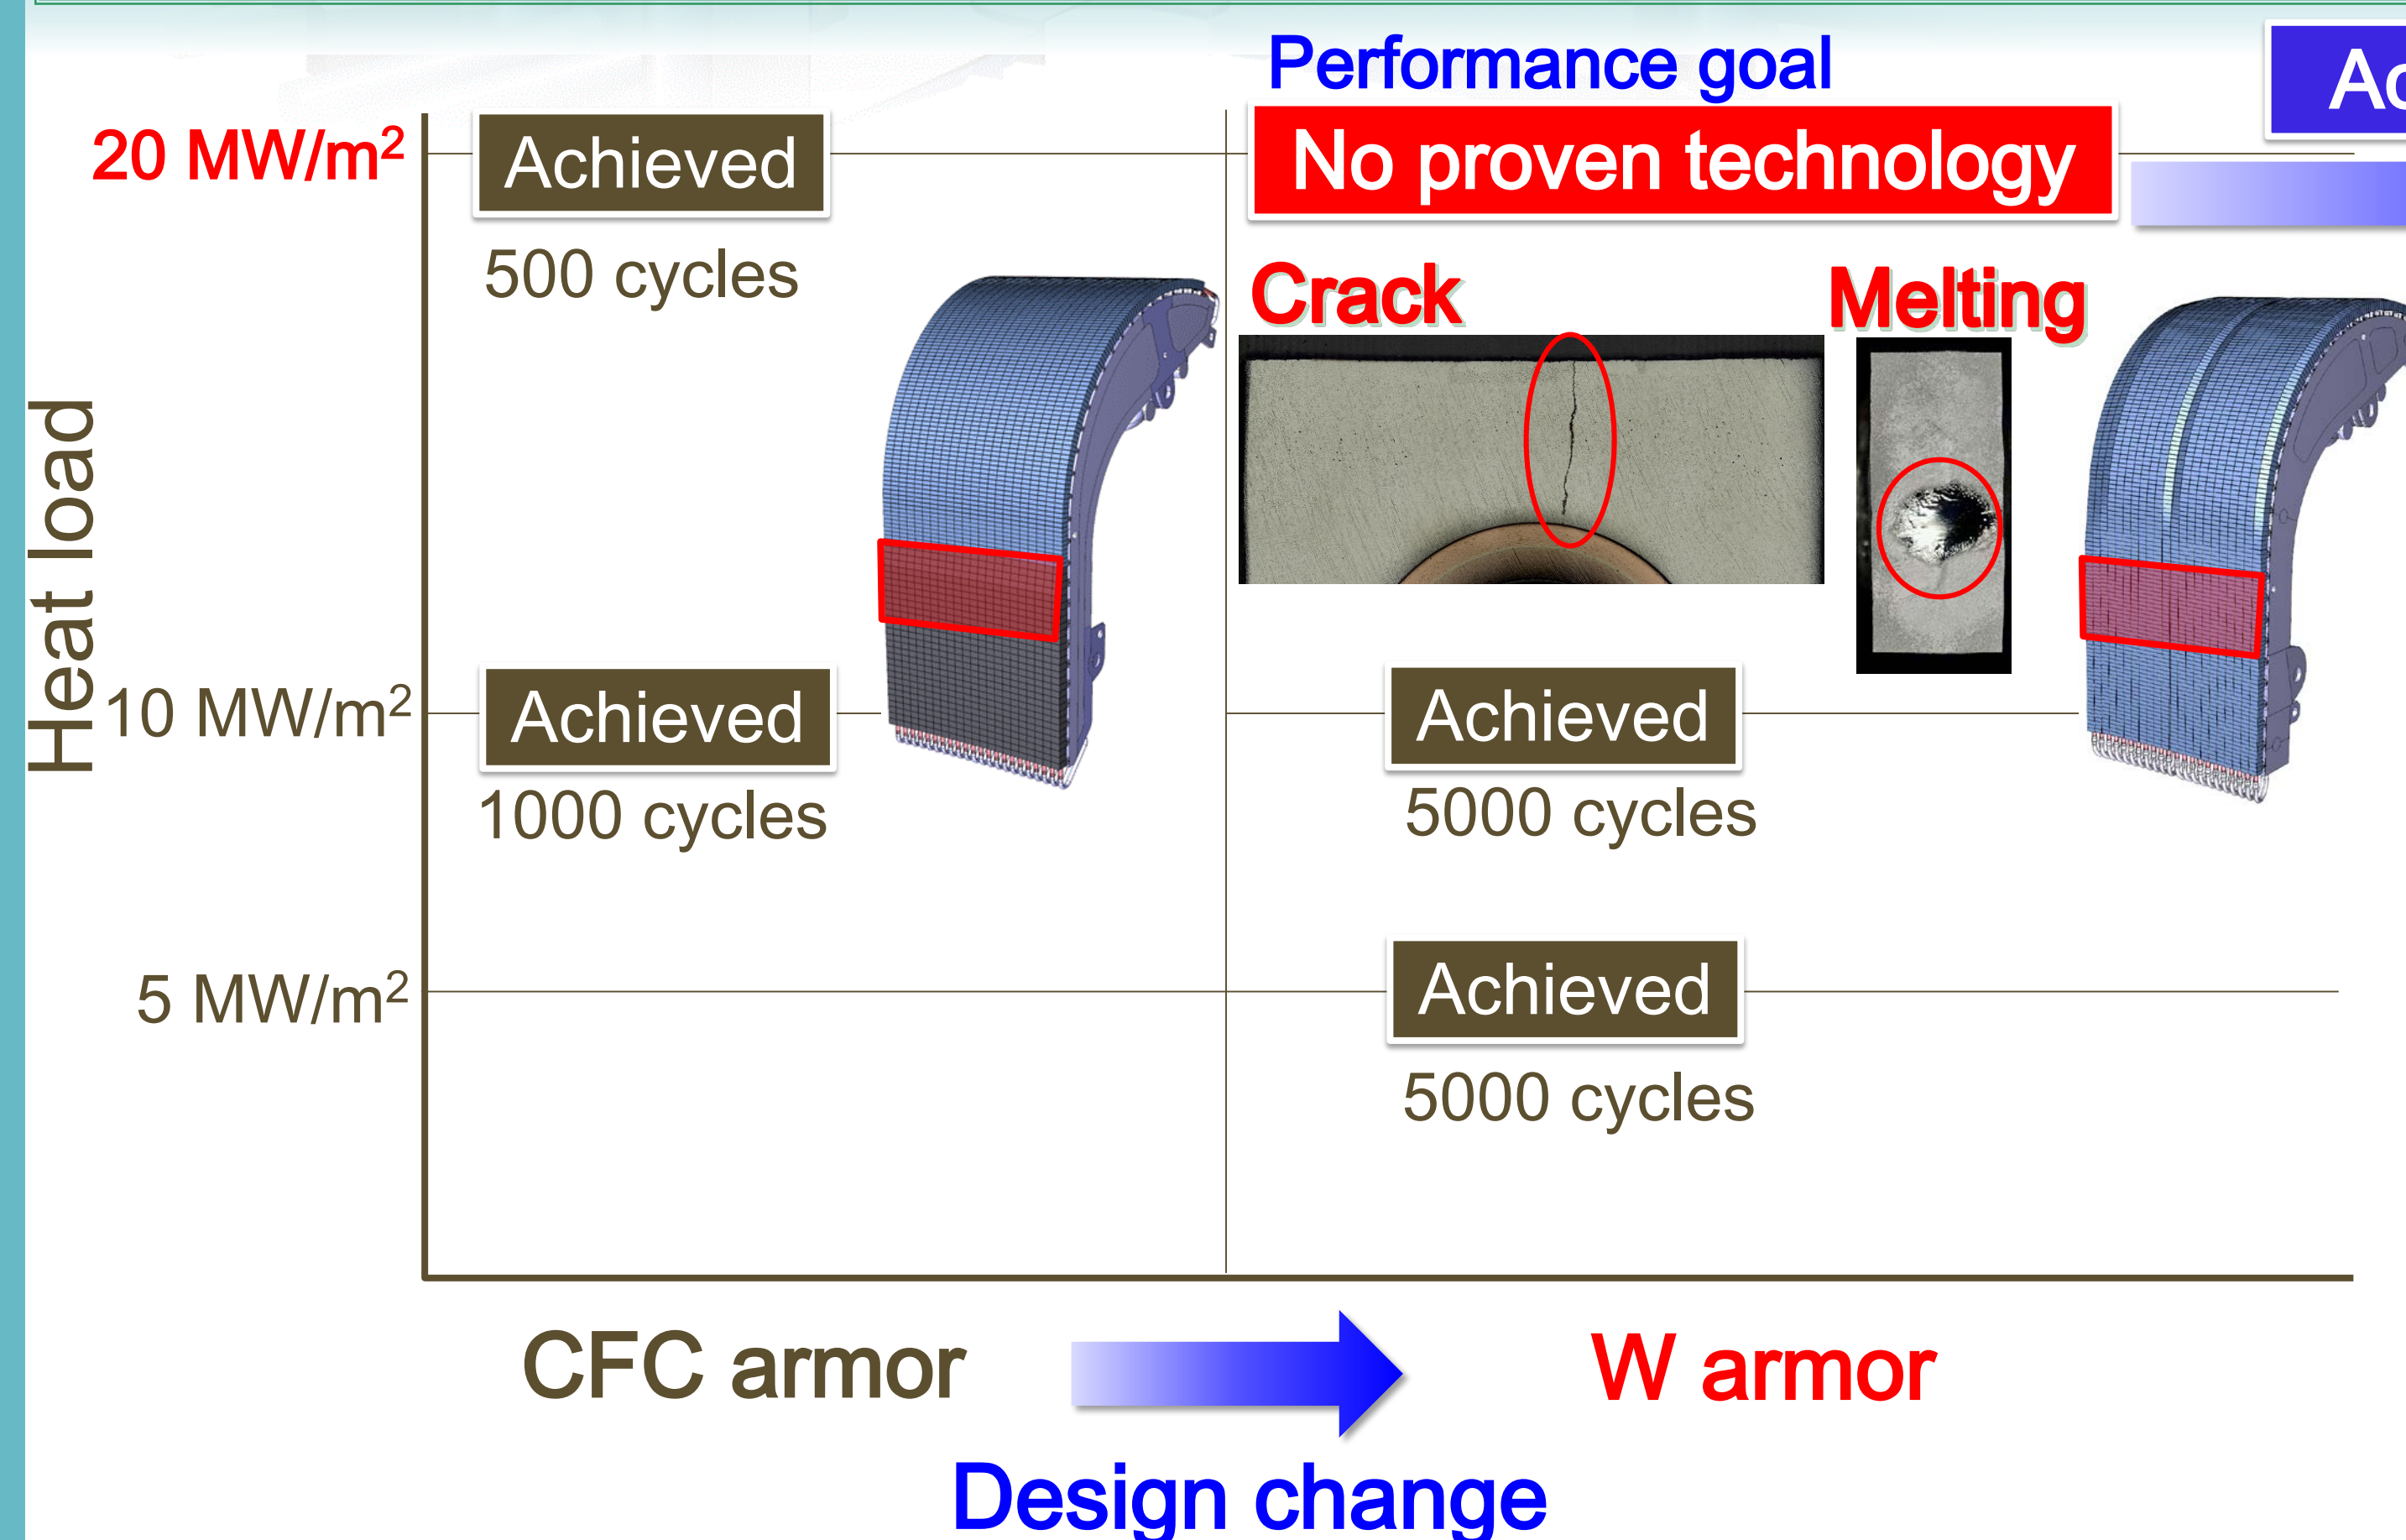 Performance goal
20 MW/m²
Achieved
No proven technology
500 cycles
Crack
Melting
Heat load
10 MW/m²
Achieved
Achieved
1000 cycles
5000 cycles
5 MW/m²
Achieved
5000 cycles
CFC armor
W armor
Design change